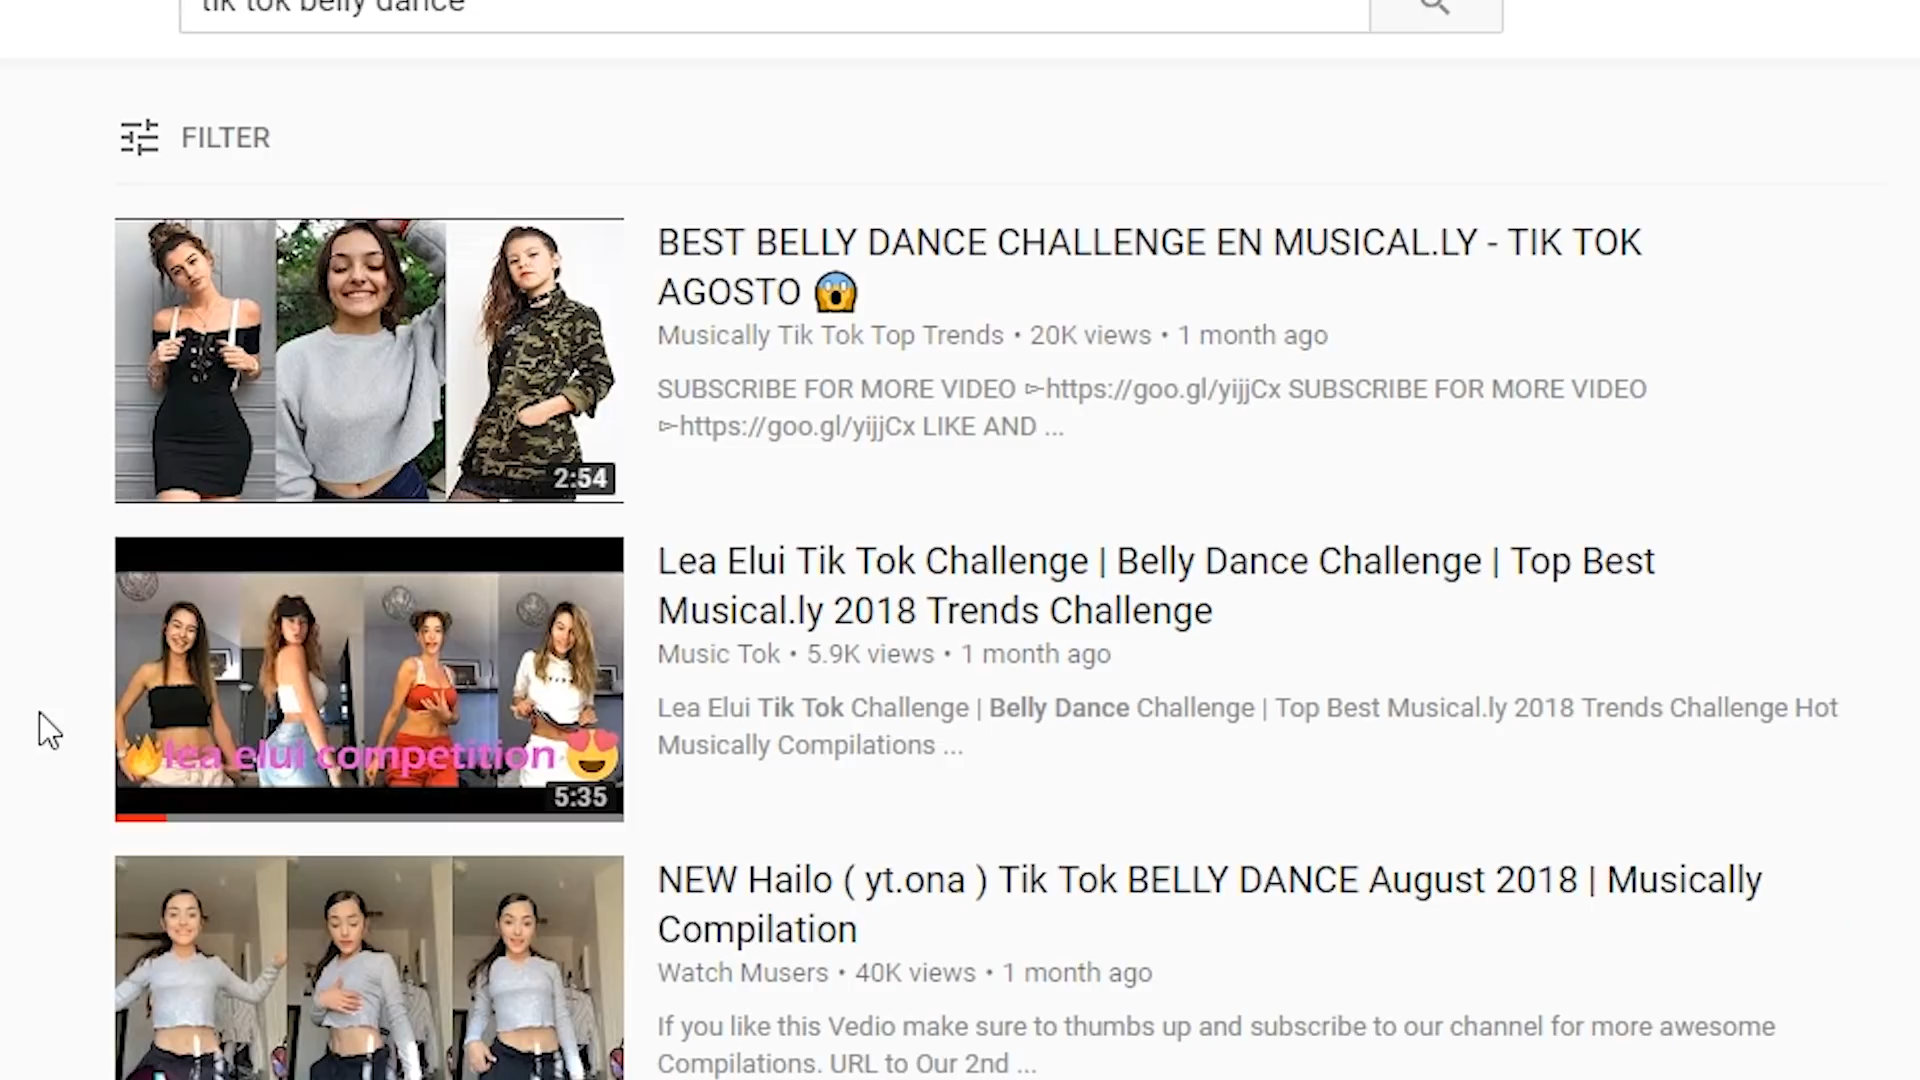 tik tok belly dance
FILTER
BEST BELLY DANCE CHALLENGE EN MUSICAL.LY - TIK TOK
AGOSTO 😱
Musically Tik Tok Top Trends • 20K views • 1 month ago
SUBSCRIBE FOR MORE VIDEO ▻https://goo.gl/yijjCx SUBSCRIBE FOR MORE VIDEO
▻https://goo.gl/yijjCx LIKE AND ...
2:54
Lea Elui Tik Tok Challenge | Belly Dance Challenge | Top Best
Musical.ly 2018 Trends Challenge
Music Tok • 5.9K views • 1 month ago
Lea Elui Tik Tok Challenge | Belly Dance Challenge | Top Best Musical.ly 2018 Trends Challenge Hot
Musically Compilations ...
🔥lea elui competition😍
5:35
NEW Hailo ( yt.ona ) Tik Tok BELLY DANCE August 2018 | Musically
Compilation
Watch Musers • 40K views • 1 month ago
If you like this Vedio make sure to thumbs up and subscribe to our channel for more awesome
Compilations. URL to Our 2nd ...